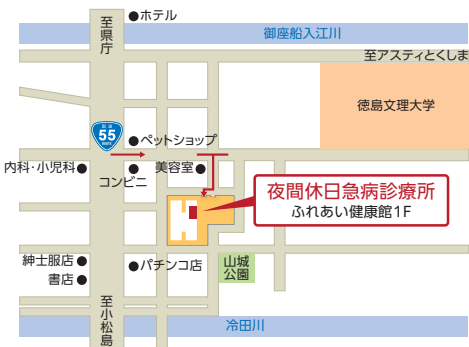 ホテル
至県庁
御座船入江川
至アスティとくしま
徳島文理大学
55
ペットショップ
内科・小児科
コンビニ
美容室
夜間休日急病診療所
ふれあい健康館1F
紳士服店
書店
パチンコ店
山城
公園
至小松島
冷田川